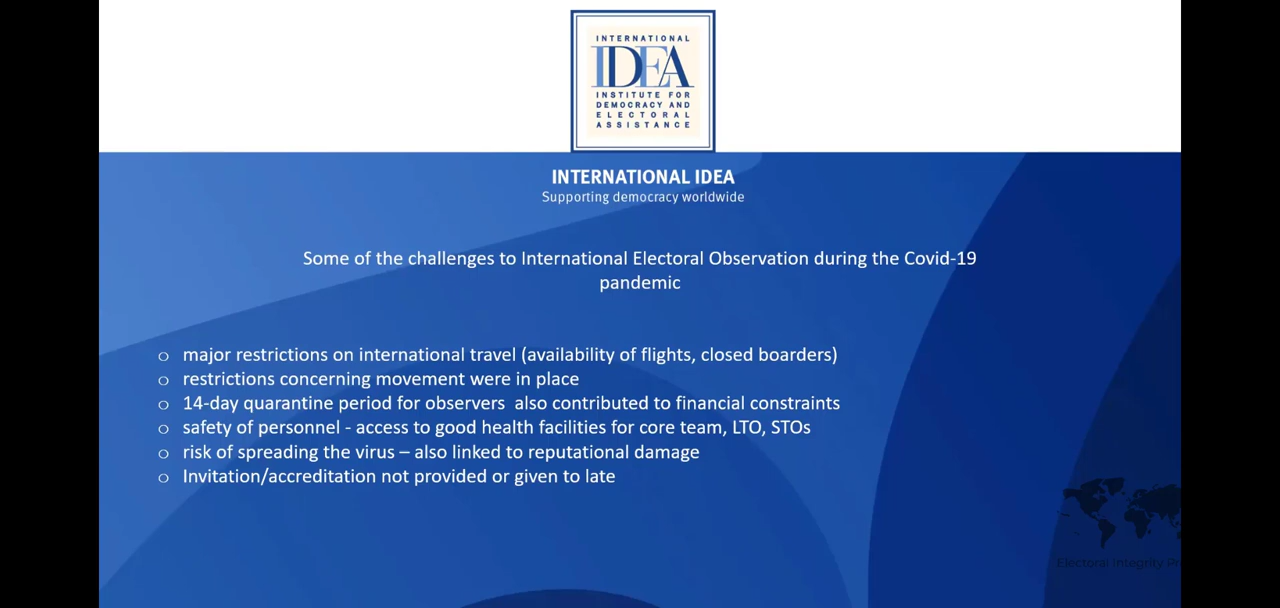 INTERNATIONAL
IDEA
INSTITUTE FOR
DEMOCRACY AND
ELECTORAL
ASSISTANCE
INTERNATIONAL IDEA
Supporting democracy worldwide
Some of the challenges to International Electoral Observation during the Covid-19
pandemic
o major restrictions on international travel (availability of flights, closed boarders)
o restrictions concerning movement were in place
o 14-day quarantine period for observers also contributed to financial constraints
o safety of personnel - access to good health facilities for core team, LTO, STOs
o risk of spreading the virus – also linked to reputational damage
o Invitation/accreditation not provided or given to late
Electoral Integrity Pr